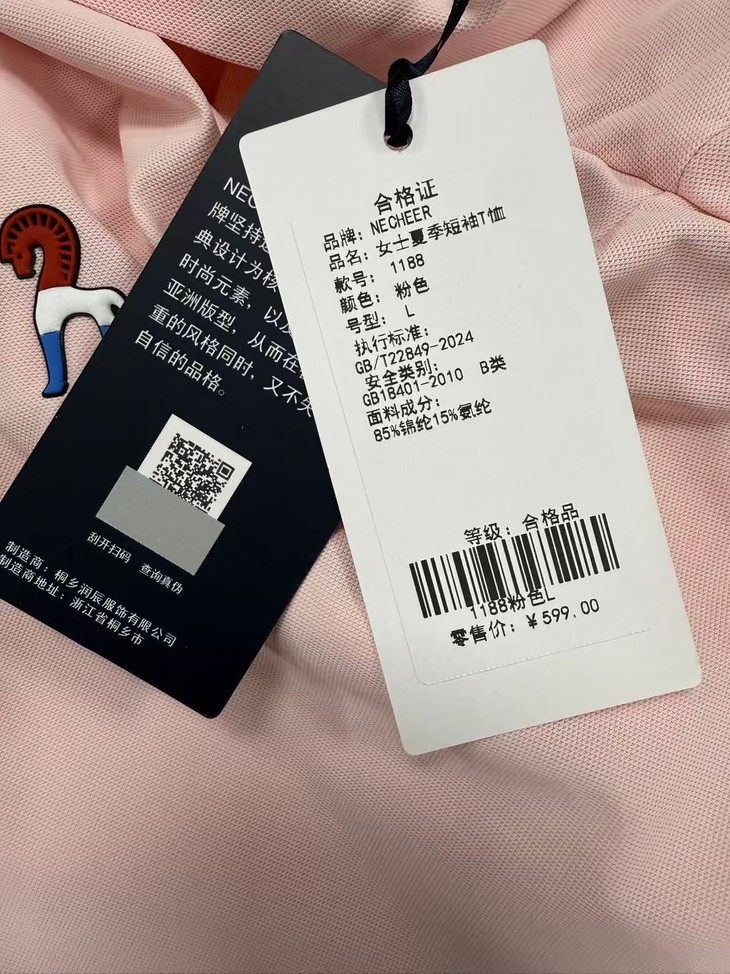 合格证
品牌：NECHEER
品名：女士夏季短袖T恤
款号： 1188
颜色： 粉色
号型： L
执行标准：
GB/T22849-2024
安全类别：
GB18401-2010 B类
面料成分：
85%锦纶15%氨纶
等级：合格品
1188粉色L
零售价：￥599.00
NEC
牌坚持
典设计为核
时尚元素，以及
亚洲版型，从而在
重的风格同时，又不失
自信的品格。
刮开扫码 查询真伪
制造商：桐乡润辰服饰有限公司
制造商地址：浙江省桐乡市